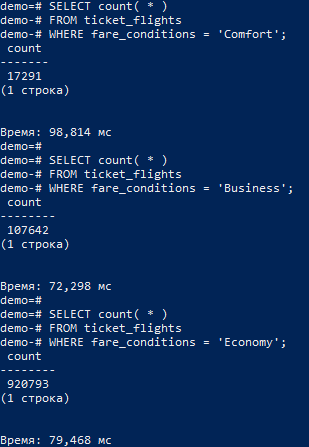 demo=# SELECT count( * )
demo-# FROM ticket_flights
demo-# WHERE fare_conditions = 'Comfort';
 count
-------
 17291
(1 строка)
Время: 98,814 мс
demo=#
demo=# SELECT count( * )
demo-# FROM ticket_flights
demo-# WHERE fare_conditions = 'Business';
 count
--------
 107642
(1 строка)
Время: 72,298 мс
demo=#
demo=# SELECT count( * )
demo-# FROM ticket_flights
demo-# WHERE fare_conditions = 'Economy';
 count
--------
 920793
(1 строка)
Время: 79,468 мс